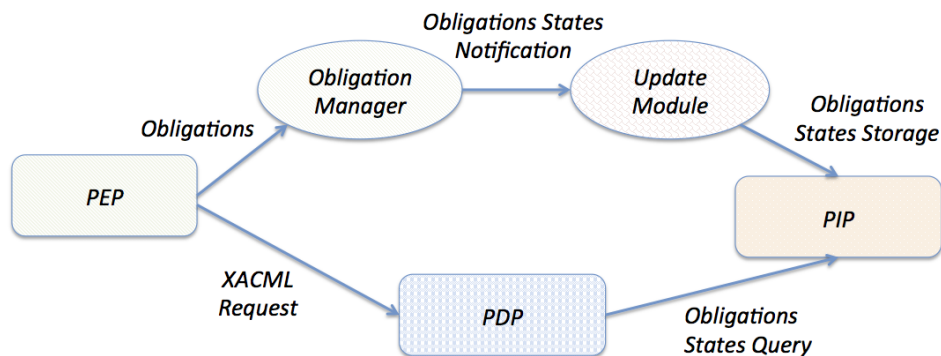 Obligations States
Notification
Obligation
Manager
Update
Module
Obligations
Obligations
States Storage
PEP
PIP
XACML
Request
PDP
Obligations
States Query